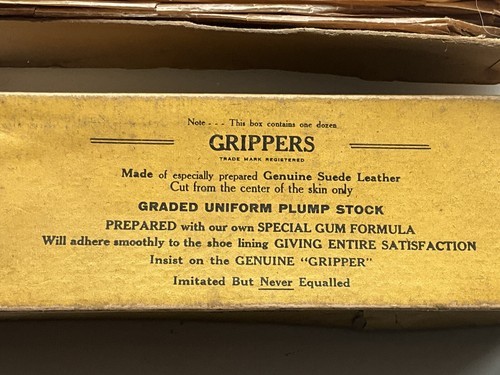 Note - - - This box contains one dozen
GRIPPERS
TRADE MARK REGISTERED
Made of especially prepared Genuine Suede Leather
Cut from the center of the skin only
GRADED UNIFORM PLUMP STOCK
PREPARED with our own SPECIAL GUM FORMULA
Will adhere smoothly to the shoe lining GIVING ENTIRE SATISFACTION
Insist on the GENUINE "GRIPPER"
Imitated But Never Equalled